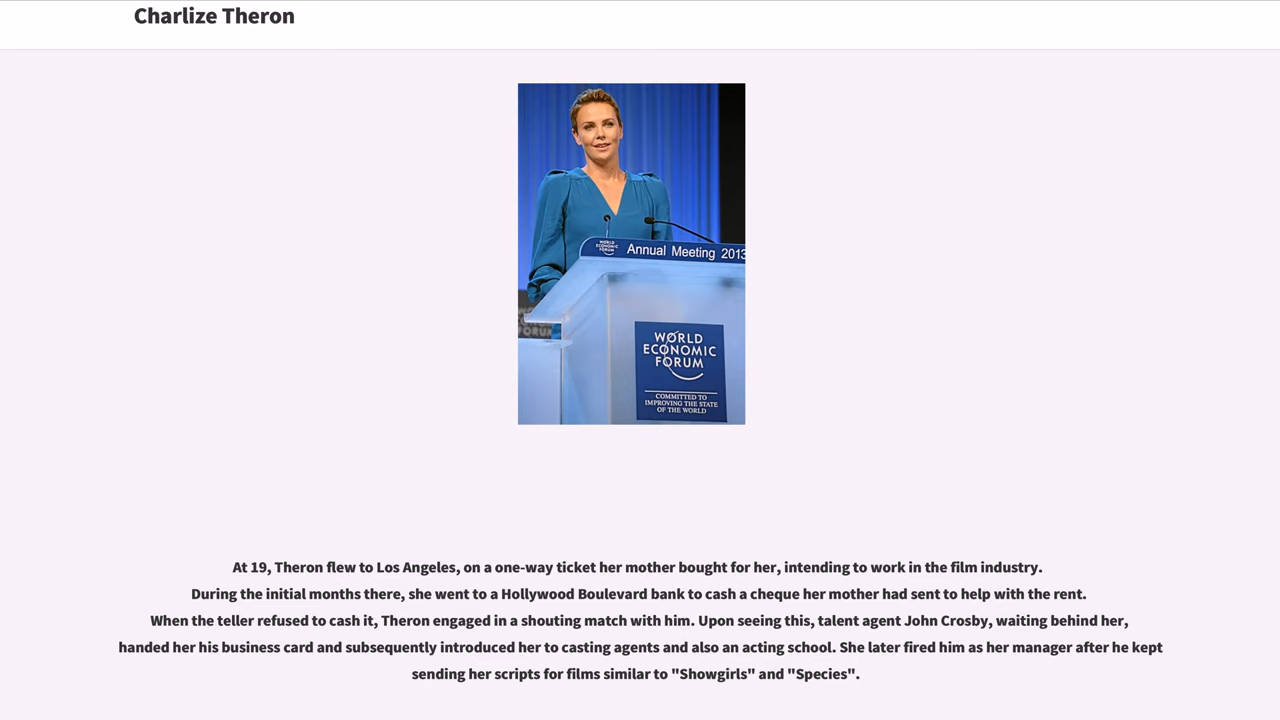 Charlize Theron
WORLD
ECONOMIC
FORUM
Annual Meeting 2013
WORLD
ECONOMIC
FORUM
COMMITTED TO
IMPROVING THE STATE
OF THE WORLD
At 19, Theron flew to Los Angeles, on a one-way ticket her mother bought for her, intending to work in the film industry.
During the initial months there, she went to a Hollywood Boulevard bank to cash a cheque her mother had sent to help with the rent.
When the teller refused to cash it, Theron engaged in a shouting match with him. Upon seeing this, talent agent John Crosby, waiting behind her,
handed her his business card and subsequently introduced her to casting agents and also an acting school. She later fired him as her manager after he kept
sending her scripts for films similar to "Showgirls" and "Species".